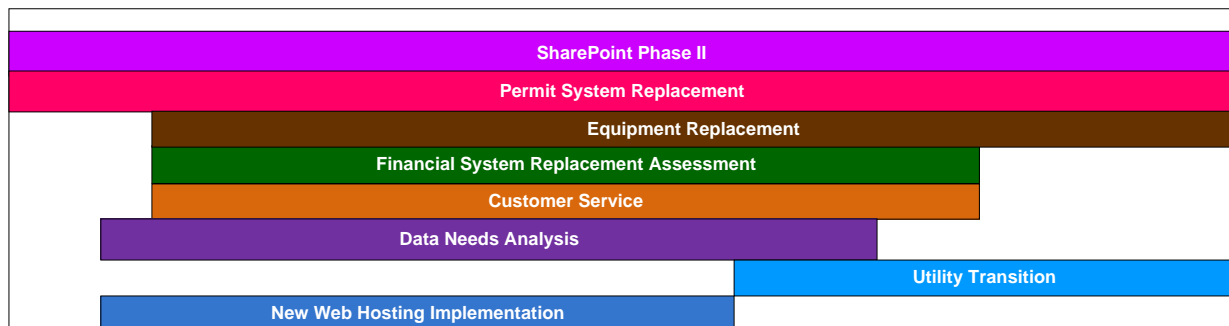 SharePoint Phase II
Permit System Replacement
Equipment Replacement
Financial System Replacement Assessment
Customer Service
Data Needs Analysis
Utility Transition
New Web Hosting Implementation